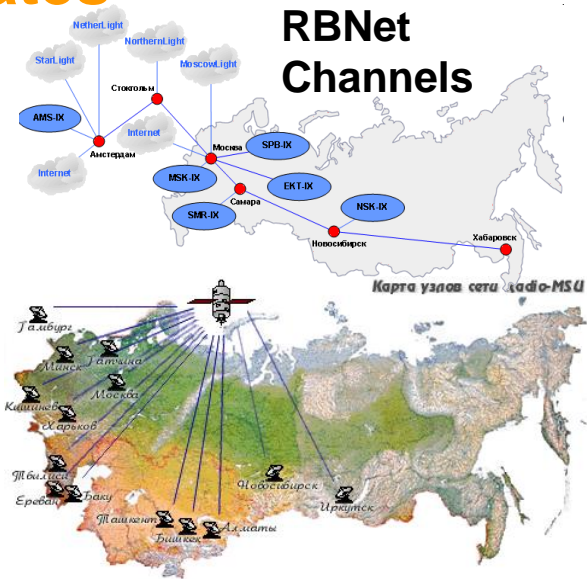 RBNet
Channels
NetherLight
NorthernLight
StarLight
MoscowLight
Стокгольм
AMS-IX
Internet
Амстердам
Москва
SPB-IX
Internet
MSK-IX
EKT-IX
Самара
SMR-IX
NSK-IX
Новосибирск
Хабаровск
Карта узлов сети Radio-MSU
Гамбург
Минск
Гатчина
Москва
Кишинев
Харьков
Тбилиси
Ереван
Баку
Новосибирск
Иркутск
Ташкент
Бишкек
Алматы